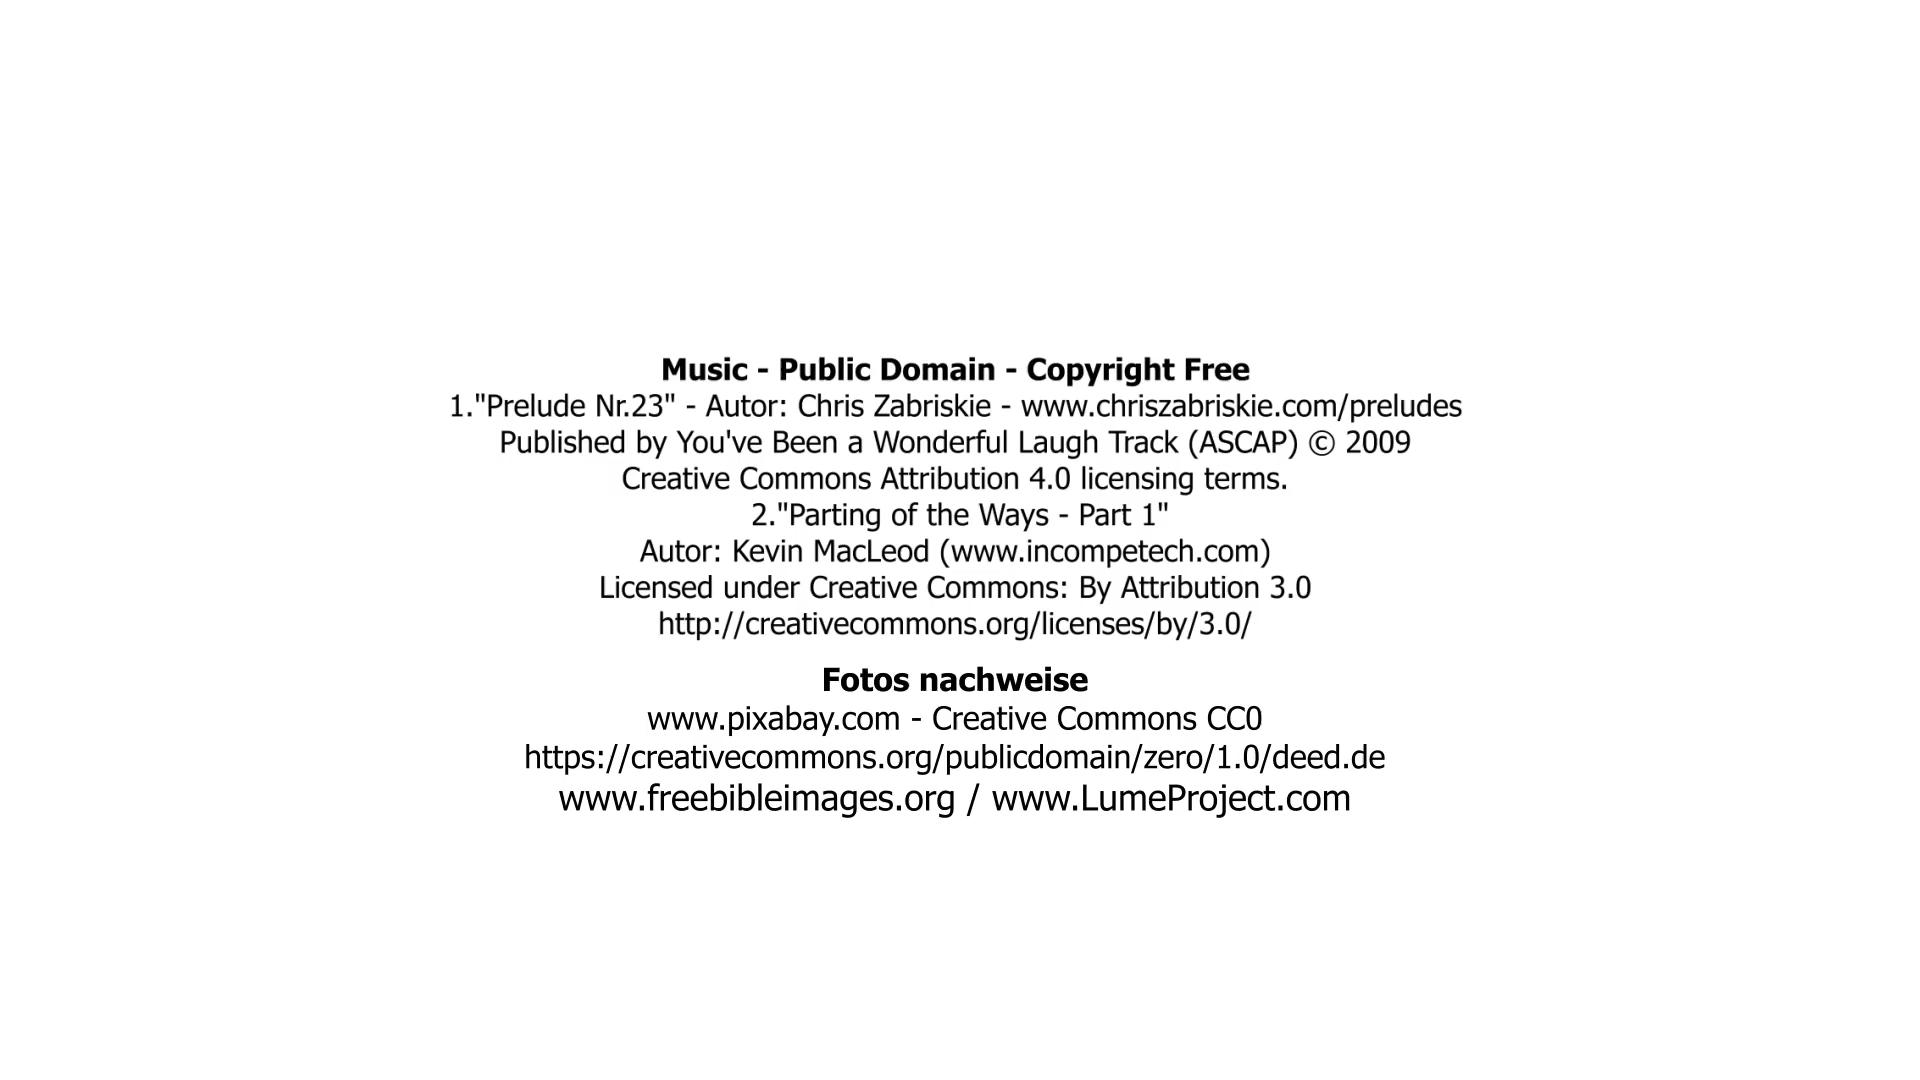 Music - Public Domain - Copyright Free
1."Prelude Nr.23" - Autor: Chris Zabriskie - www.chriszabriskie.com/preludes
Published by You've Been a Wonderful Laugh Track (ASCAP) © 2009
Creative Commons Attribution 4.0 licensing terms.
2."Parting of the Ways - Part 1"
Autor: Kevin MacLeod (www.incompetech.com)
Licensed under Creative Commons: By Attribution 3.0
http://creativecommons.org/licenses/by/3.0/
Fotos nachweise
www.pixabay.com - Creative Commons CC0
https://creativecommons.org/publicdomain/zero/1.0/deed.de
www.freebibleimages.org / www.LumeProject.com